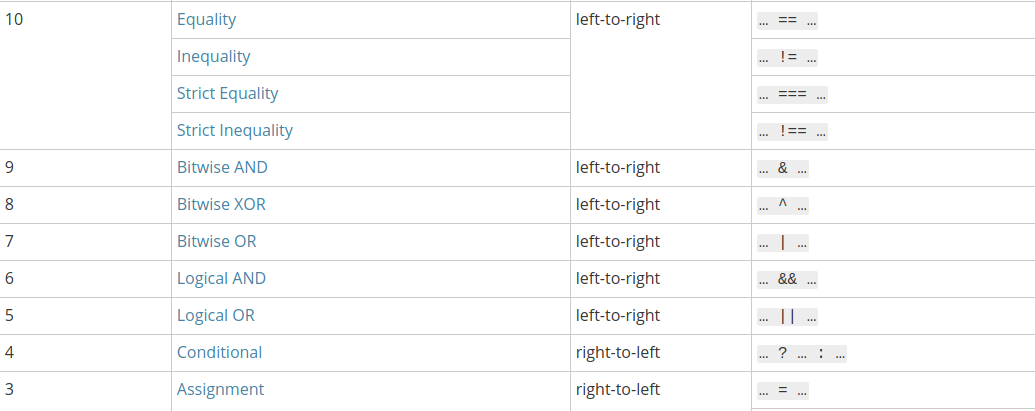 10 Equality left-to-right … == …
Inequality … != …
Strict Equality … === …
Strict Inequality … !== …
9 Bitwise AND left-to-right … & …
8 Bitwise XOR left-to-right … ^ …
7 Bitwise OR left-to-right … | …
6 Logical AND left-to-right … && …
5 Logical OR left-to-right … || …
4 Conditional right-to-left … ? … : …
3 Assignment right-to-left … = …